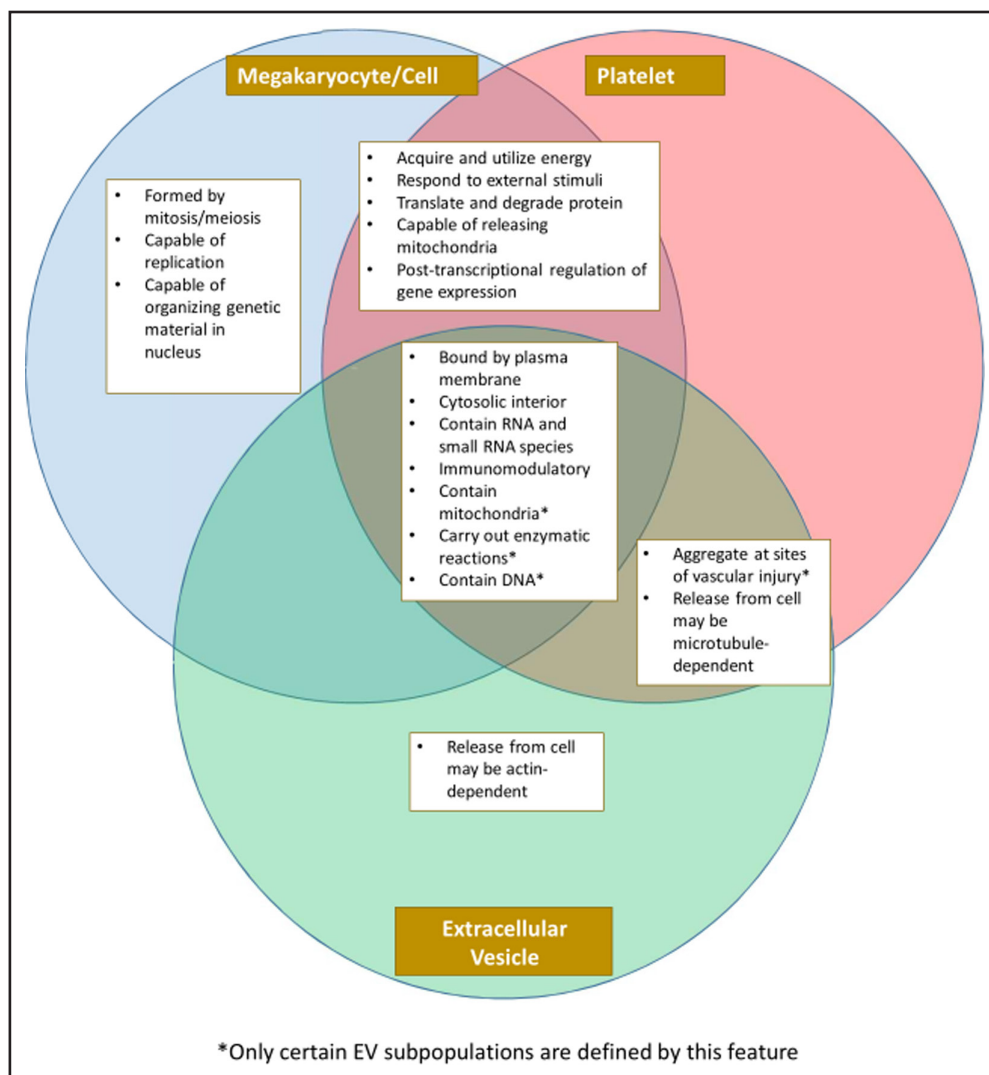 Megakaryocyte/Cell
Platelet
• Formed by
mitosis/meiosis
• Capable of
replication
• Capable of
organizing genetic
material in
nucleus
• Acquire and utilize energy
• Respond to external stimuli
• Translate and degrade protein
• Capable of releasing
mitochondria
• Post-transcriptional regulation of
gene expression
• Bound by plasma
membrane
• Cytosolic interior
• Contain RNA and
small RNA species
• Immunomodulatory
• Contain
mitochondria*
• Carry out enzymatic
reactions*
• Contain DNA*
• Aggregate at sites
of vascular injury*
• Release from cell
may be
microtubule-
dependent
• Release from cell
may be actin-
dependent
Extracellular
Vesicle
*Only certain EV subpopulations are defined by this feature